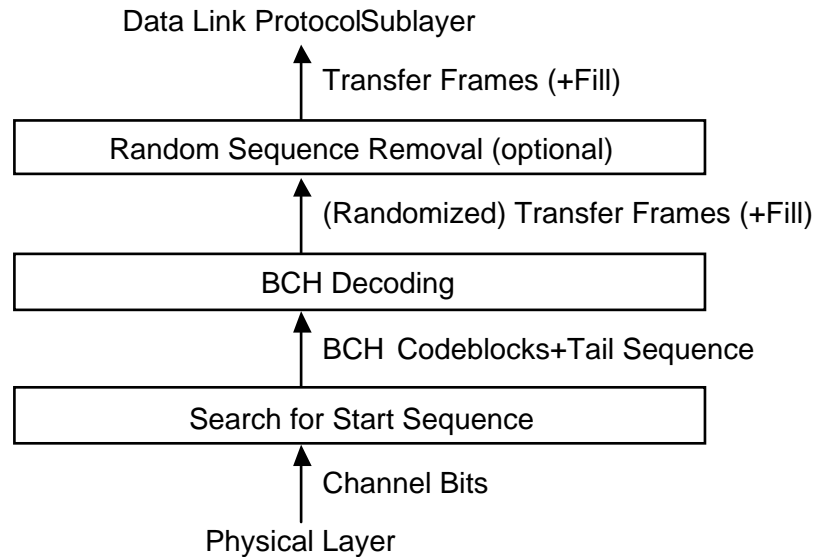 Data Link ProtocolSublayer
Transfer Frames (+Fill)
Random Sequence Removal (optional)
(Randomized) Transfer Frames (+Fill)
BCH Decoding
BCH Codeblocks+Tail Sequence
Search for Start Sequence
Channel Bits
Physical Layer